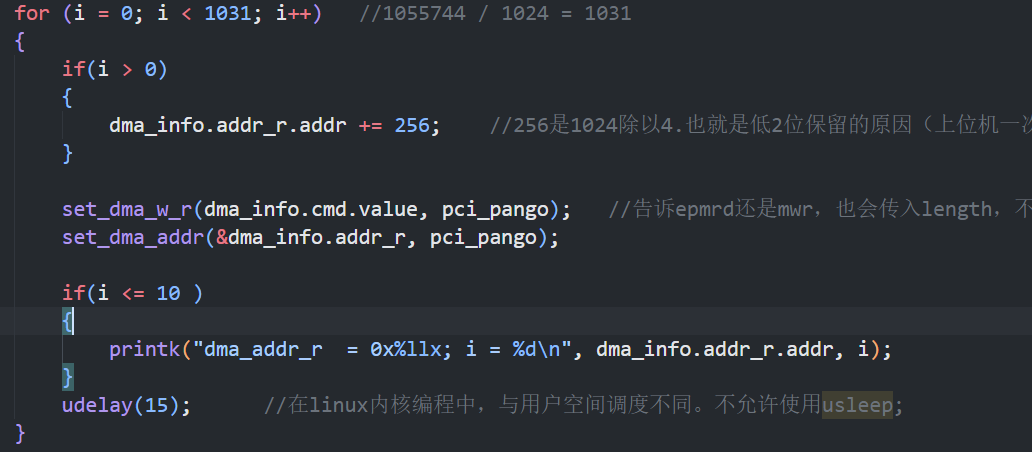 for (i = 0; i < 1031; i++)   //1055744 / 1024 = 1031
{
    if(i > 0)
    {
        dma_info.addr_r.addr += 256;    //256是1024除以4.也就是低2位保留的原因（上位机一次
    }
    set_dma_w_r(dma_info.cmd.value, pci_pango);   //告诉epmrd还是mwr，也会传入length，不
    set_dma_addr(&dma_info.addr_r, pci_pango);
    if(i <= 10 )
    {
        printk("dma_addr_r  = 0x%llx; i = %d\n", dma_info.addr_r.addr, i);
    }
    udelay(15);      //在linux内核编程中，与用户空间调度不同。不允许使用usleep;
}